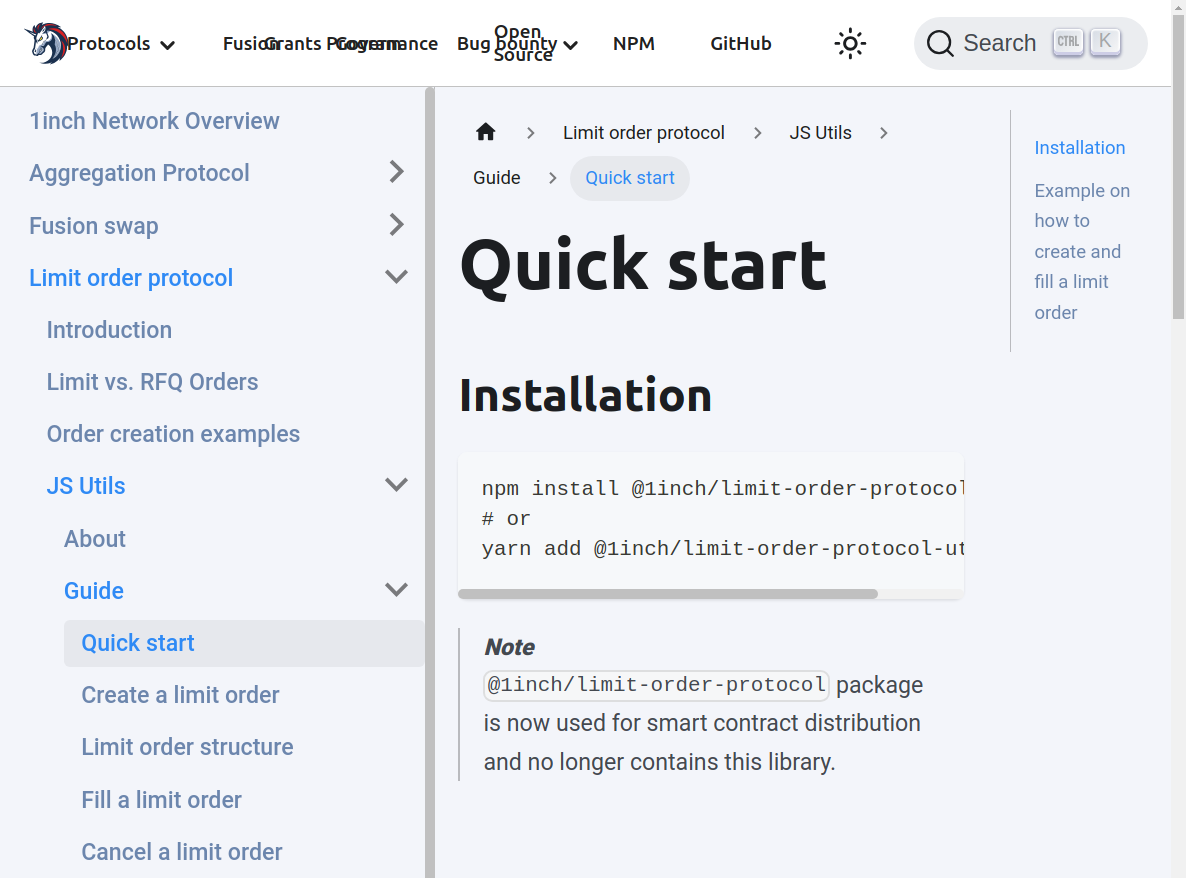 Protocols
Fusion
Grants Program
Governance
Bug bounty
Open Source
NPM
GitHub
Search CTRL K
1inch Network Overview
Aggregation Protocol
Fusion swap
Limit order protocol
Introduction
Limit vs. RFQ Orders
Order creation examples
JS Utils
About
Guide
Quick start
Create a limit order
Limit order structure
Fill a limit order
Cancel a limit order
Limit order protocol
JS Utils
Guide
Quick start
Quick start
Installation
npm install @1inch/limit-order-protocol
# or
yarn add @1inch/limit-order-protocol-ut
Note
@1inch/limit-order-protocol package
is now used for smart contract distribution
and no longer contains this library.
Installation
Example on
how to
create and
fill a limit
order